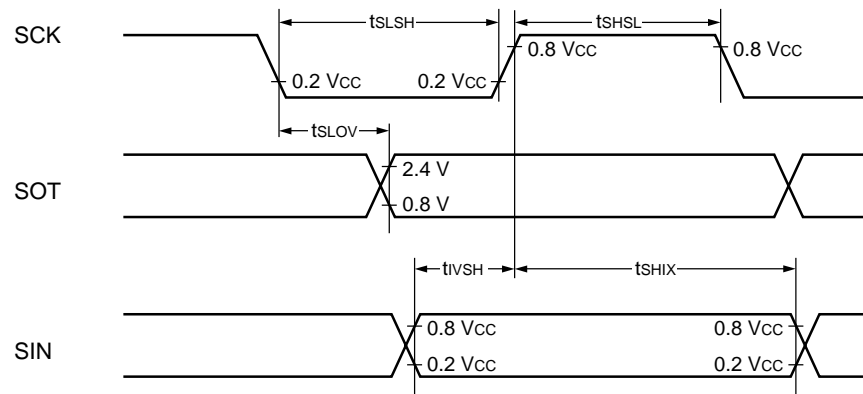 tSLSH tSHSL
SCK
0.8 VCC 0.8 VCC
0.2 VCC 0.2 VCC
tSLOV
2.4 V
SOT
0.8 V
tIVSH tSHIX
0.8 VCC 0.8 VCC
SIN
0.2 VCC 0.2 VCC